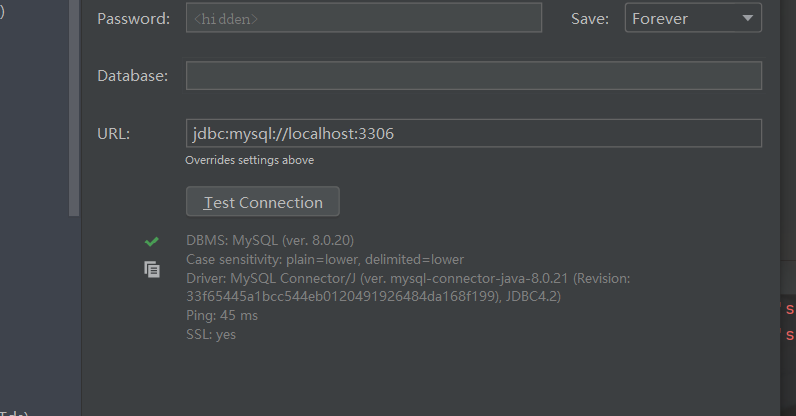 )
Password: <hidden> Save: Forever
Database:
URL: jdbc:mysql://localhost:3306
Overrides settings above
Test Connection
DBMS: MySQL (ver. 8.0.20)
Case sensitivity: plain=lower, delimited=lower
Driver: MySQL Connector/J (ver. mysql-connector-java-8.0.21 (Revision:
33f65445a1bcc544eb0120491926484da168f199), JDBC4.2)
Ping: 45 ms
SSL: yes
's
's